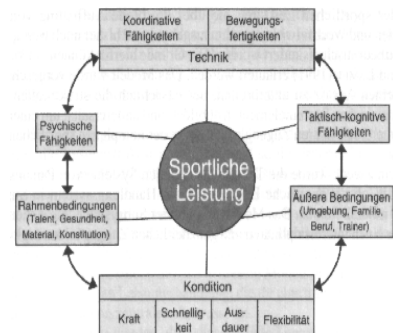 Koordinative
Fähigkeiten
Bewegungs-
fertigkeiten
Technik
Psychische
Fähigkeiten
Taktisch-kognitive
Fähigkeiten
Sportliche
Leistung
Rahmenbedingungen
(Talent, Gesundheit,
Material, Konstitution)
Äußere Bedingungen
(Umgebung, Familie,
Beruf, Trainer)
Kondition
Kraft
Schnellig-
keit
Aus-
dauer
Flexibilität